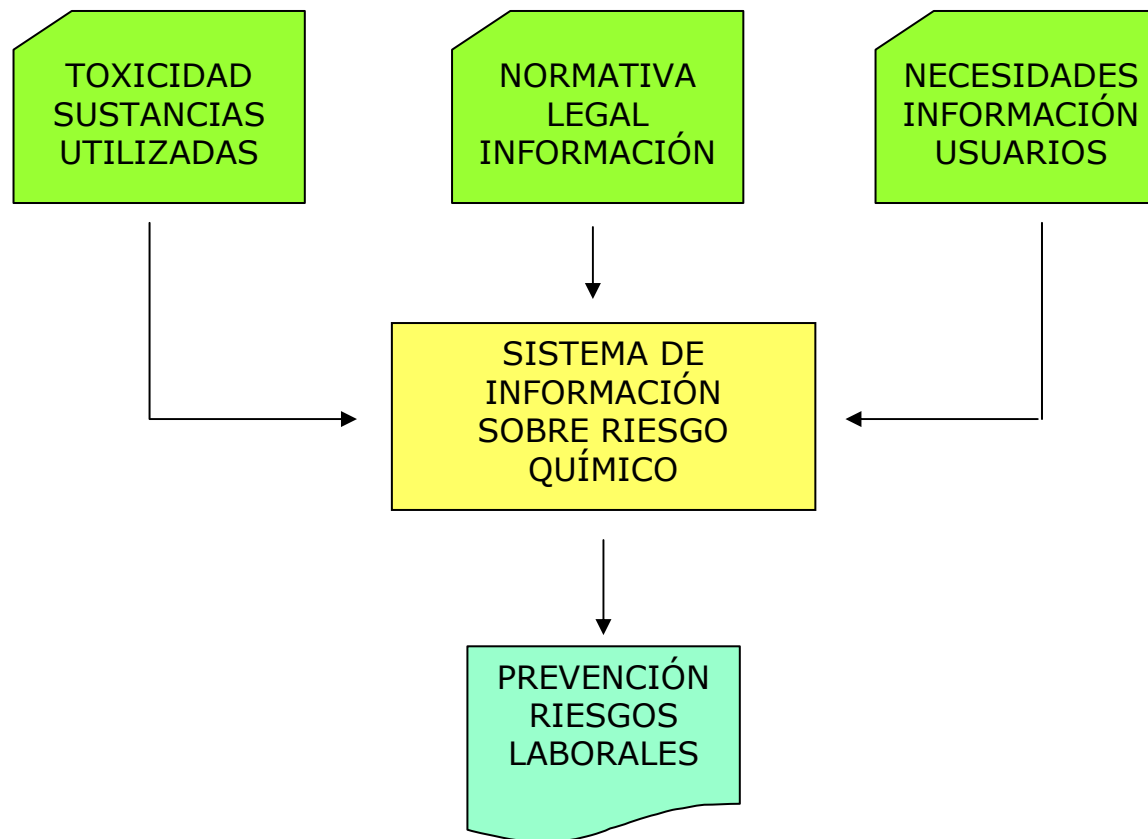 TOXICIDAD
SUSTANCIAS
UTILIZADAS
NORMATIVA
LEGAL
INFORMACIÓN
NECESIDADES
INFORMACIÓN
USUARIOS
SISTEMA DE
INFORMACIÓN
SOBRE RIESGO
QUÍMICO
PREVENCIÓN
RIESGOS
LABORALES